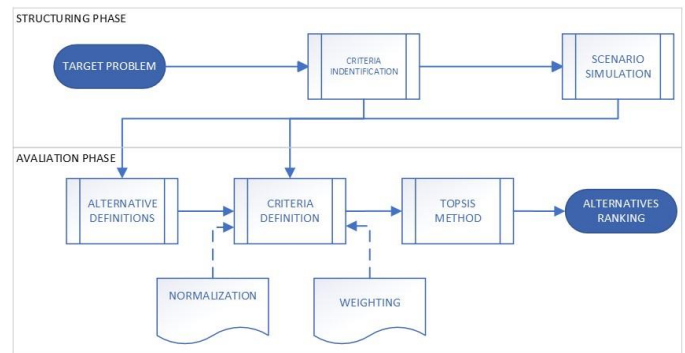 STRUCTURING PHASE
TARGET PROBLEM
CRITERIA
INDENTIFICATION
SCENARIO
SIMULATION
AVALIATION PHASE
ALTERNATIVE
DEFINITIONS
CRITERIA
DEFINITION
TOPSIS
METHOD
ALTERNATIVES
RANKING
NORMALIZATION
WEIGHTING